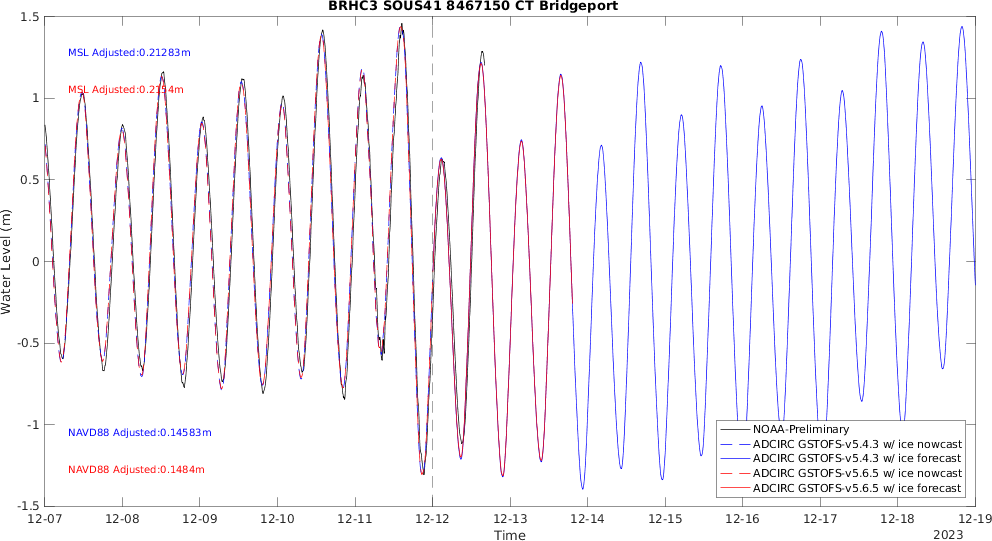 BRHC3 SOUS41 8467150 CT Bridgeport
1.5
1
0.5
0
-0.5
-1
-1.5
Water Level (m)
MSL Adjusted:0.21283m
MSL Adjusted:0.2154m
NAVD88 Adjusted:0.14583m
NAVD88 Adjusted:0.1484m
NOAA-Preliminary
ADCIRC GSTOFS-v5.4.3 w/ ice nowcast
ADCIRC GSTOFS-v5.4.3 w/ ice forecast
ADCIRC GSTOFS-v5.6.5 w/ ice nowcast
ADCIRC GSTOFS-v5.6.5 w/ ice forecast
12-07 12-08 12-09 12-10 12-11 12-12 12-13 12-14 12-15 12-16 12-17 12-18 12-19
Time
2023